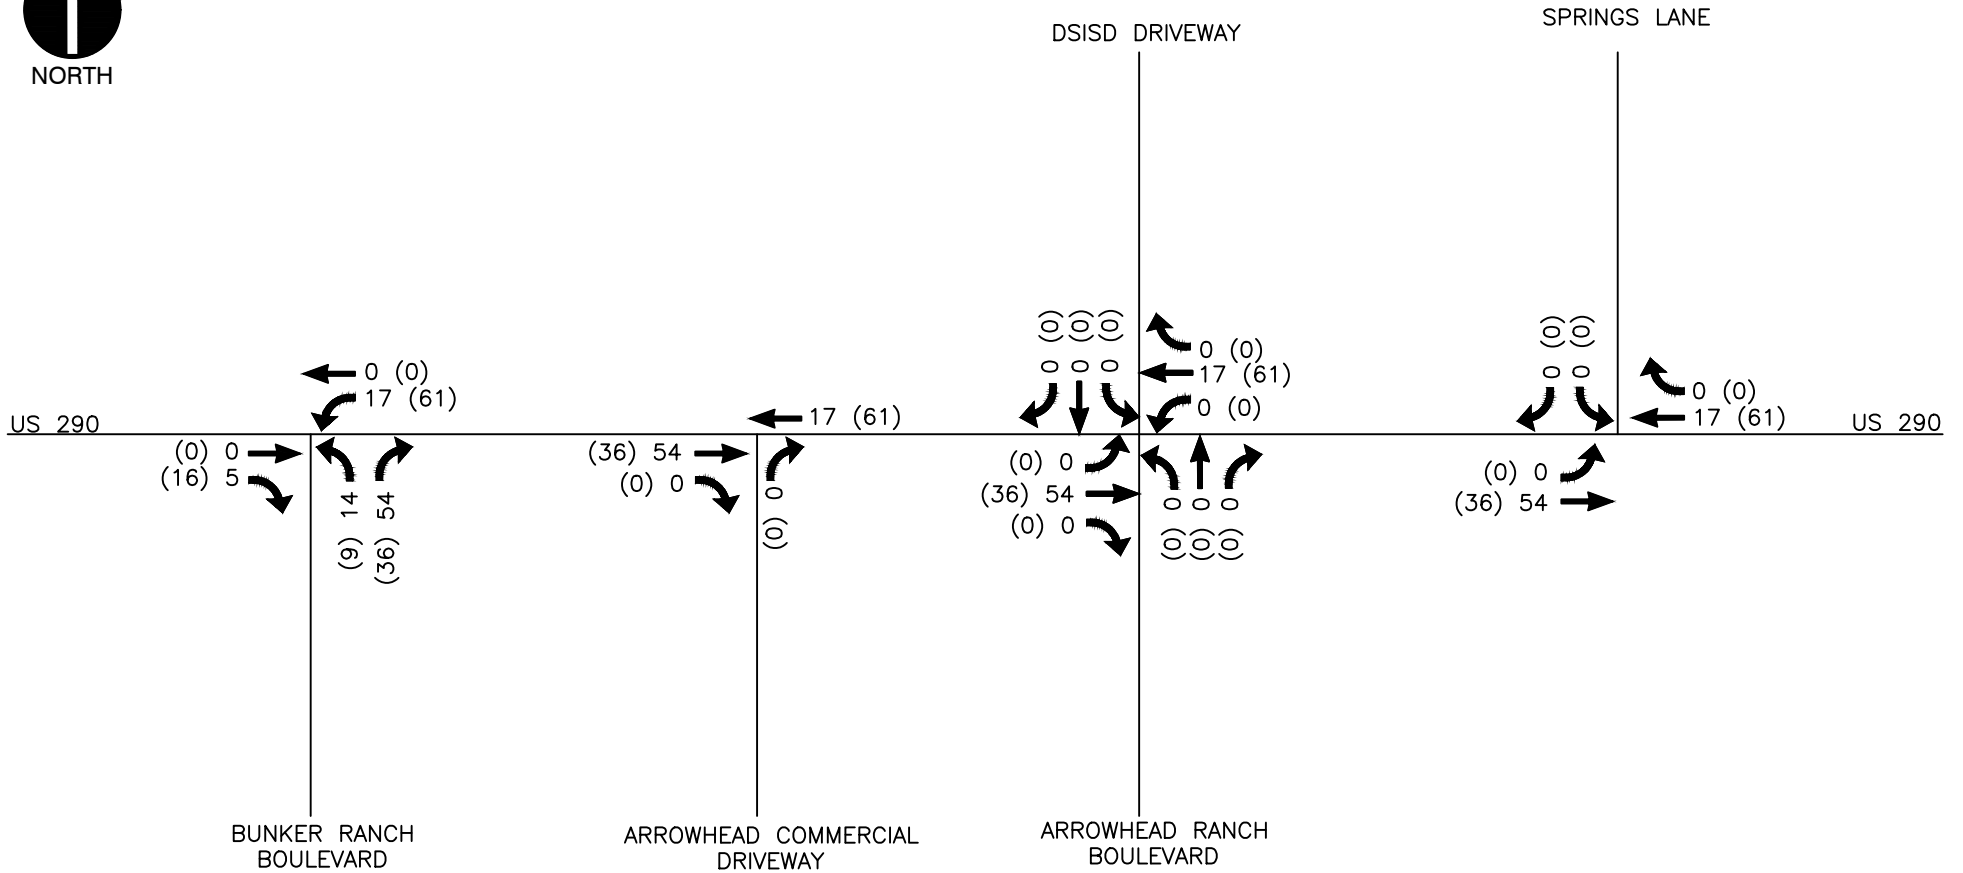 NORTH
DSISD DRIVEWAY
SPRINGS LANE
US 290
US 290
0 (0)
17 (61)
(0) 0
(16) 5
(9) 14
(36) 54
17 (61)
(36) 54
(0) 0
(0) 0
(0) (0) (0)
0 0 0
0 (0)
17 (61)
0 (0)
(0) 0
(36) 54
(0) 0
0 0 0
(0) (0) (0)
(0) (0)
0 0
0 (0)
17 (61)
(0) 0
(36) 54
BUNKER RANCH
BOULEVARD
ARROWHEAD COMMERCIAL
DRIVEWAY
ARROWHEAD RANCH
BOULEVARD